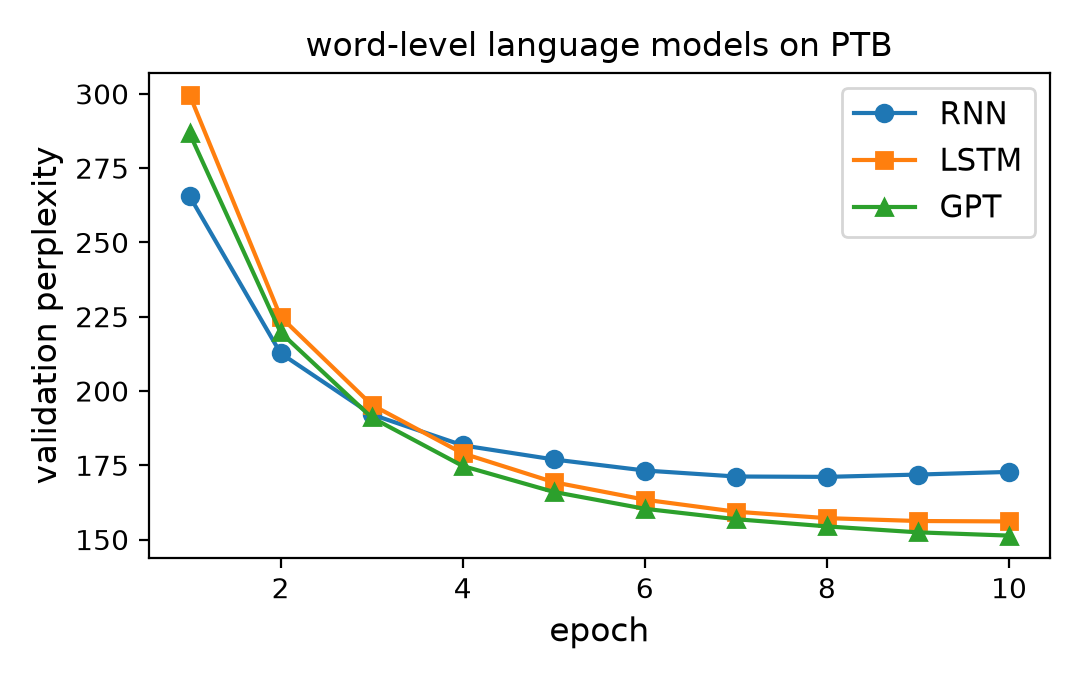 word-level language models on PTB
300
275
250
225
200
175
150
validation perplexity
RNN
LSTM
GPT
2
4
6
8
10
epoch